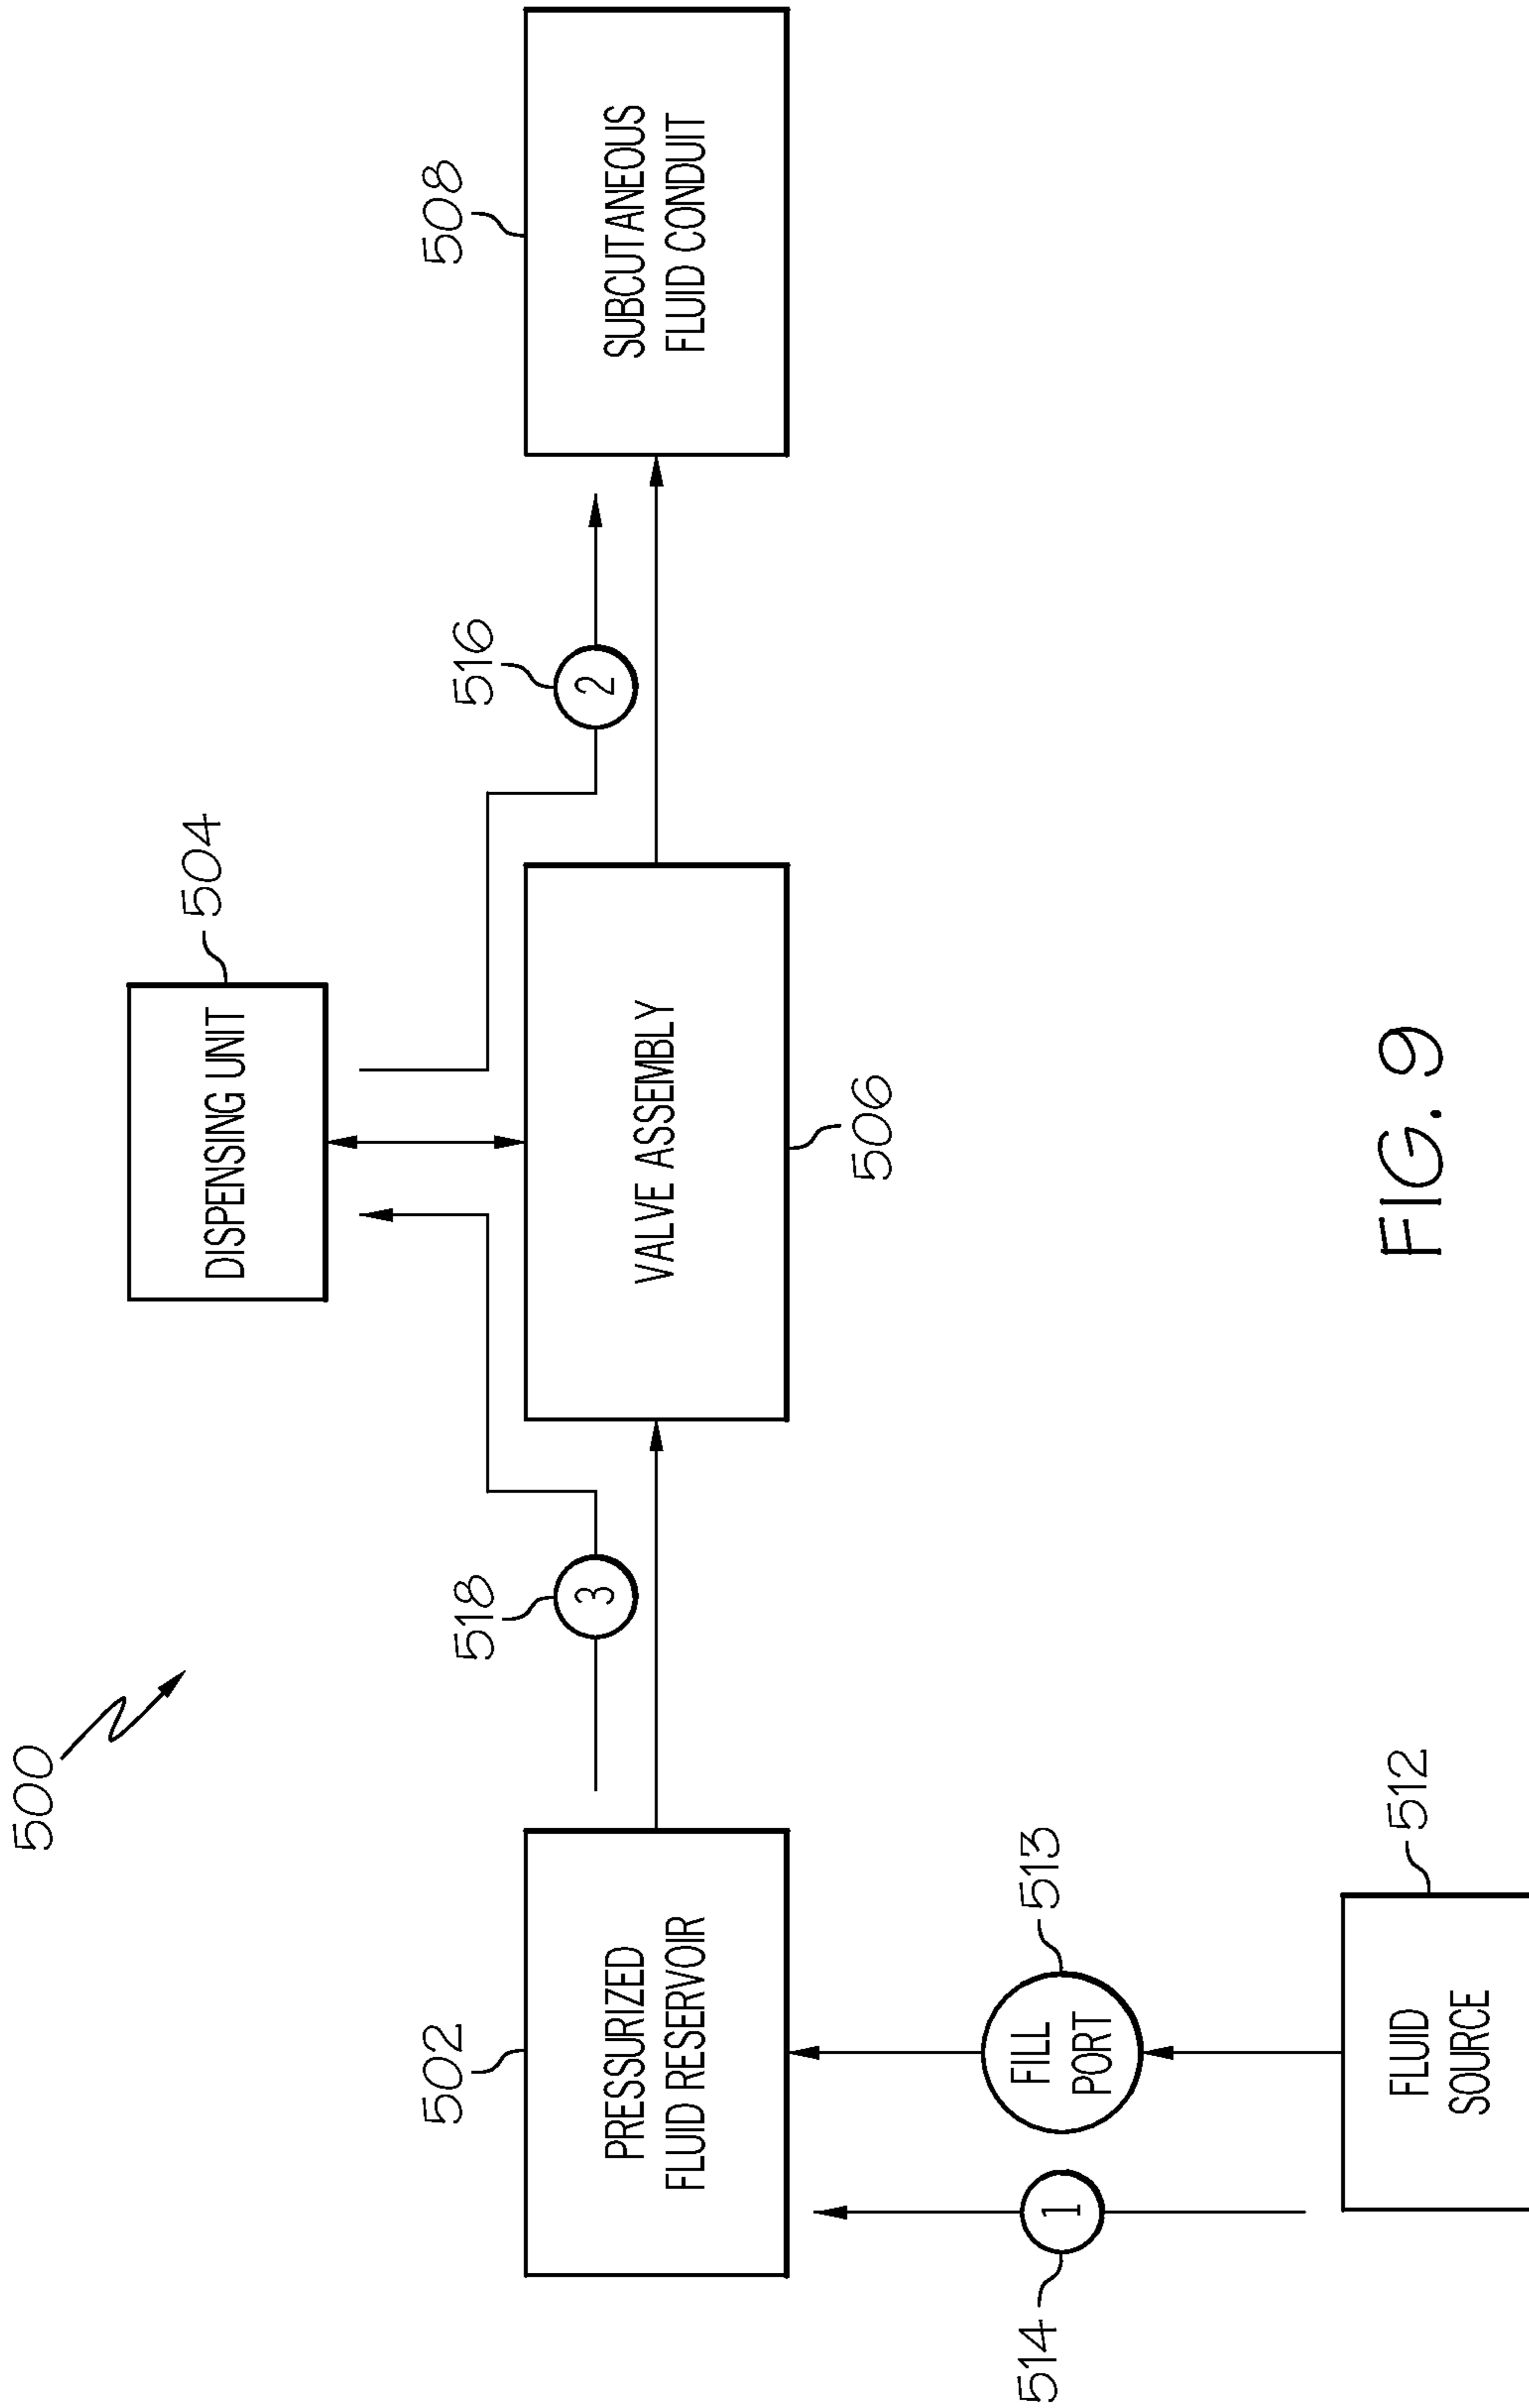 500
504
DISPENSING UNIT
502
518
516
508
3
2
PRESSURIZED
FLUID RESERVOIR
VALVE ASSEMBLY
SUBCUTANEOUS
FLUID CONDUIT
506
514
1
FILL
PORT
513
FLUID
SOURCE
512
FIG. 9